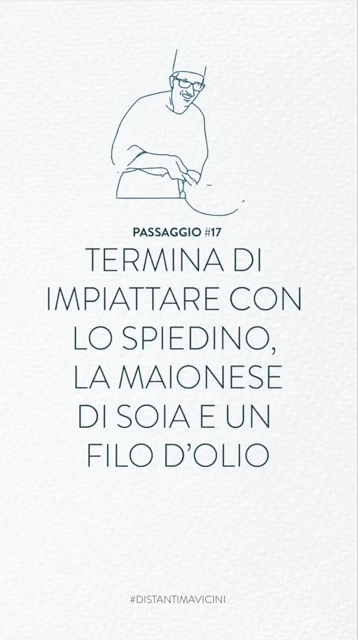 PASSAGGIO #17
TERMINA DI
IMPIATTARE CON
LO SPIEDINO,
LA MAIONESE
DI SOIA E UN
FILO D'OLIO
#DISTANTIMAVICINI